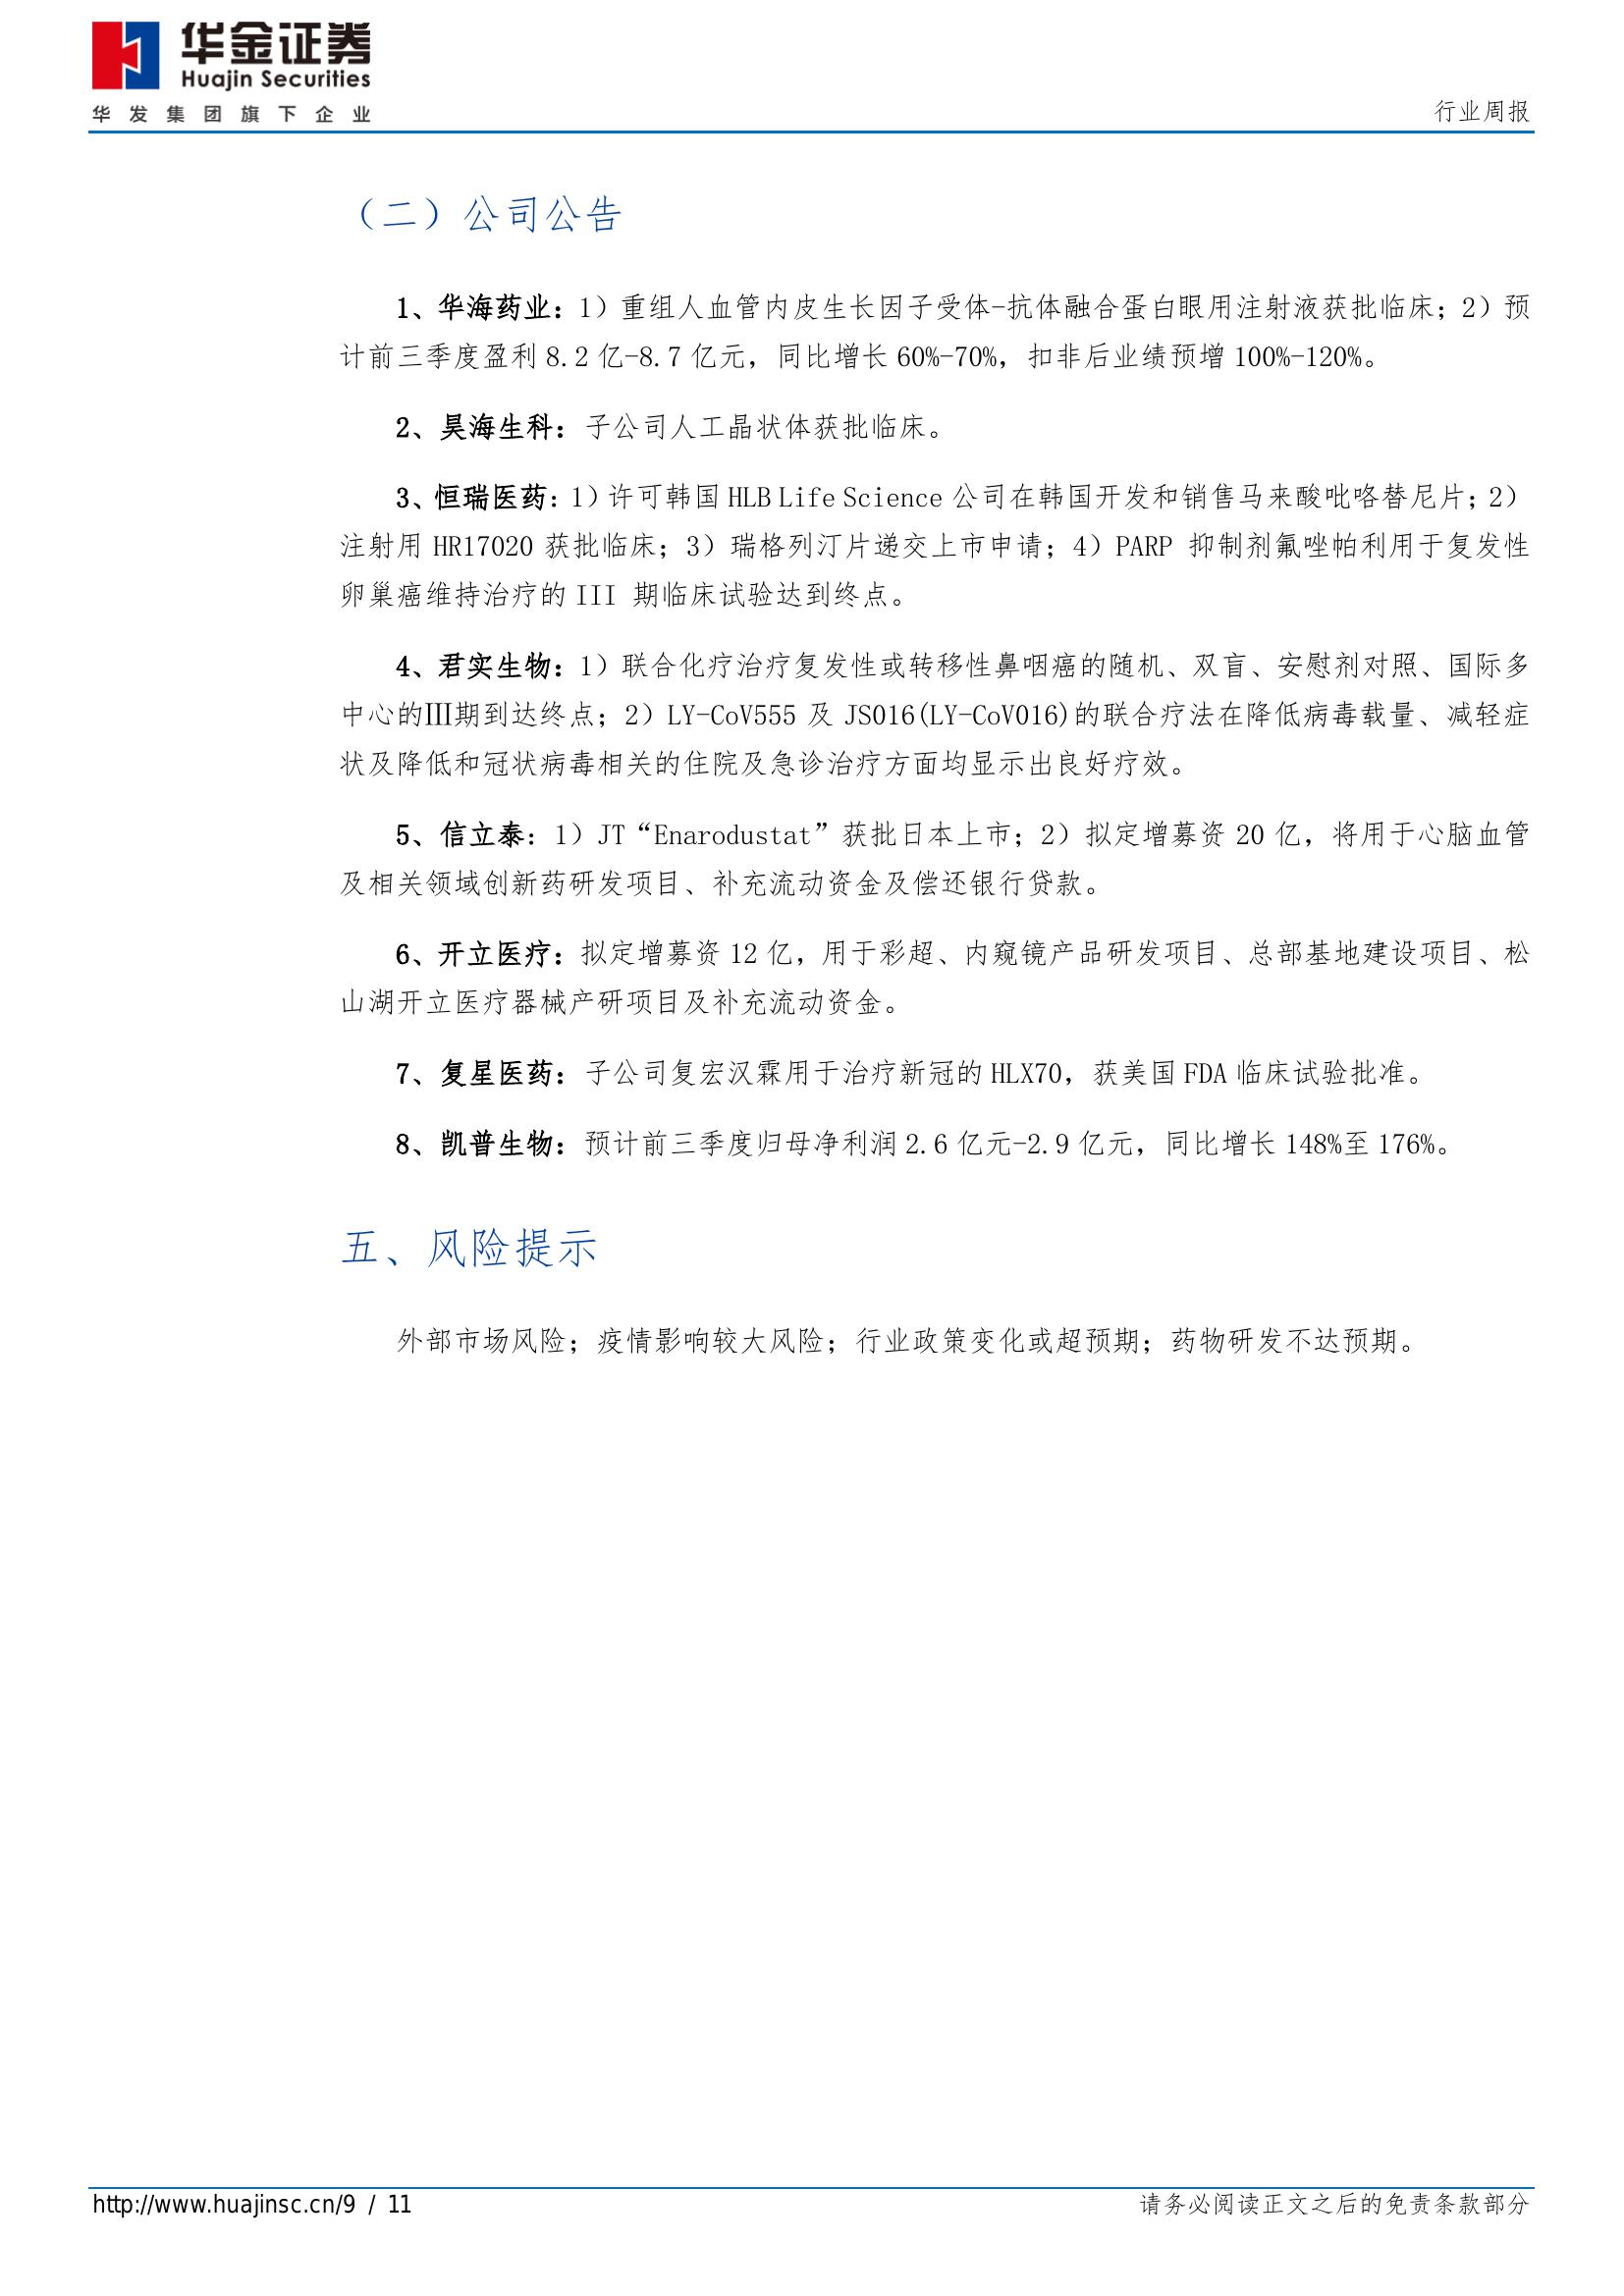 华金证券
Huajin Securities
华发集团旗下企业
行业周报
（二）公司公告
1、华海药业：1）重组人血管内皮生长因子受体-抗体融合蛋白眼用注射液获批临床；2）预
计前三季度盈利 8.2 亿-8.7 亿元，同比增长 60%-70%，扣非后业绩预增 100%-120%。
2、昊海生科：子公司人工晶状体获批临床。
3、恒瑞医药：1）许可韩国 HLB Life Science 公司在韩国开发和销售马来酸吡咯替尼片；2）
注射用 HR17020 获批临床；3）瑞格列汀片递交上市申请；4）PARP 抑制剂氟唑帕利用于复发性
卵巢癌维持治疗的 III 期临床试验达到终点。
4、君实生物：1）联合化疗治疗复发性或转移性鼻咽癌的随机、双盲、安慰剂对照、国际多
中心的Ⅲ期到达终点；2）LY-CoV555 及 JS016(LY-CoV016)的联合疗法在降低病毒载量、减轻症
状及降低和冠状病毒相关的住院及急诊治疗方面均显示出良好疗效。
5、信立泰：1）JT“Enarodustat”获批日本上市；2）拟定增募资 20 亿，将用于心脑血管
及相关领域创新药研发项目、补充流动资金及偿还银行贷款。
6、开立医疗：拟定增募资 12 亿，用于彩超、内窥镜产品研发项目、总部基地建设项目、松
山湖开立医疗器械产研项目及补充流动资金。
7、复星医药：子公司复宏汉霖用于治疗新冠的 HLX70，获美国 FDA 临床试验批准。
8、凯普生物：预计前三季度归母净利润 2.6 亿元-2.9 亿元，同比增长 148%至 176%。
五、风险提示
外部市场风险；疫情影响较大风险；行业政策变化或超预期；药物研发不达预期。
http://www.huajinsc.cn/9 / 11
请务必阅读正文之后的免责条款部分